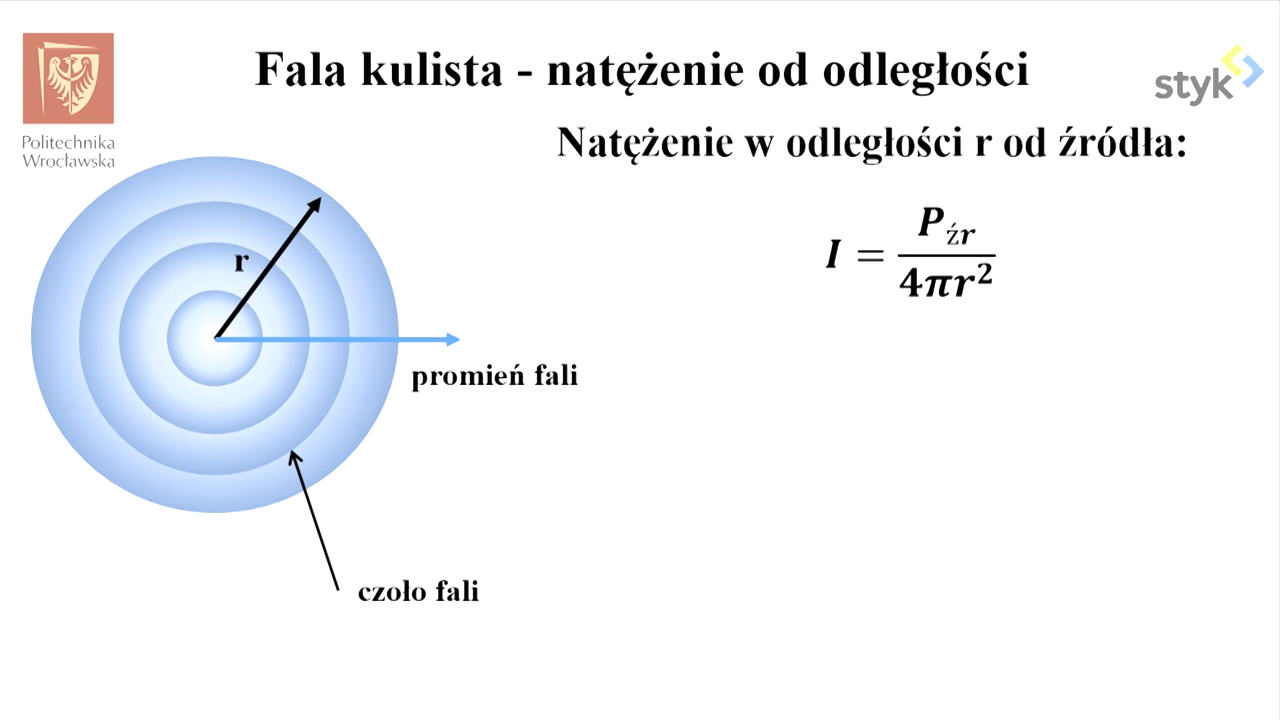 Fala kulista - natężenie od odległości
styk
Politechnika
Wrocławska
Natężenie w odległości r od źródła:
I = P_źr / 4πr²
r
promień fali
czoło fali